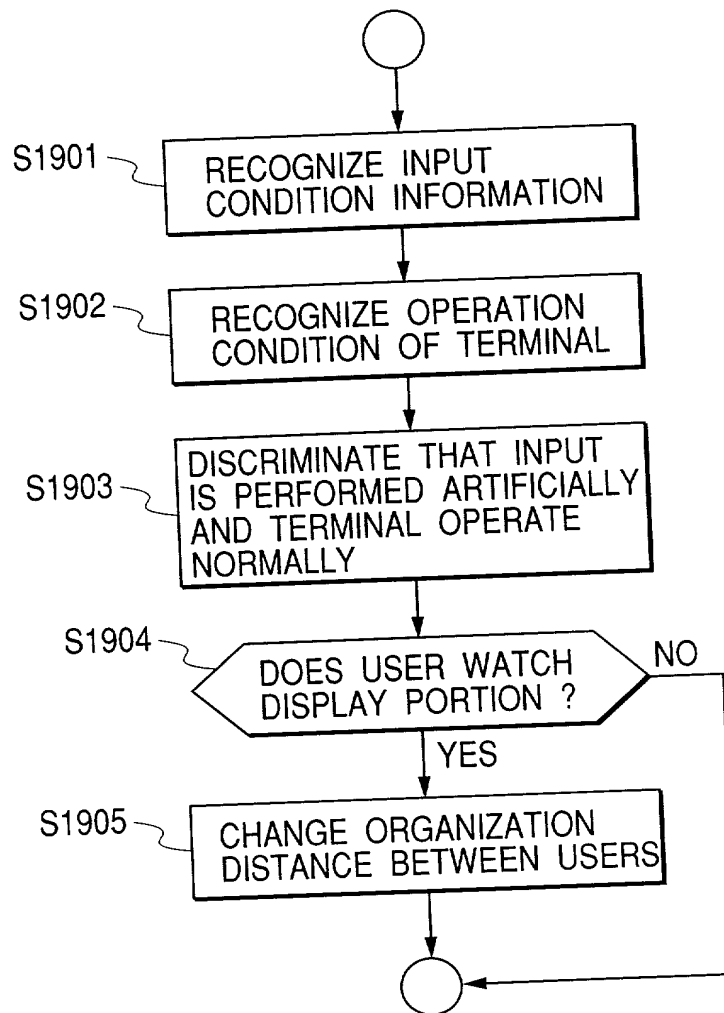 S1901
RECOGNIZE INPUT
CONDITION INFORMATION
S1902
RECOGNIZE OPERATION
CONDITION OF TERMINAL
S1903
DISCRIMINATE THAT INPUT
IS PERFORMED ARTIFICIALLY
AND TERMINAL OPERATE
NORMALLY
S1904
DOES USER WATCH
DISPLAY PORTION ?
NO
YES
S1905
CHANGE ORGANIZATION
DISTANCE BETWEEN USERS